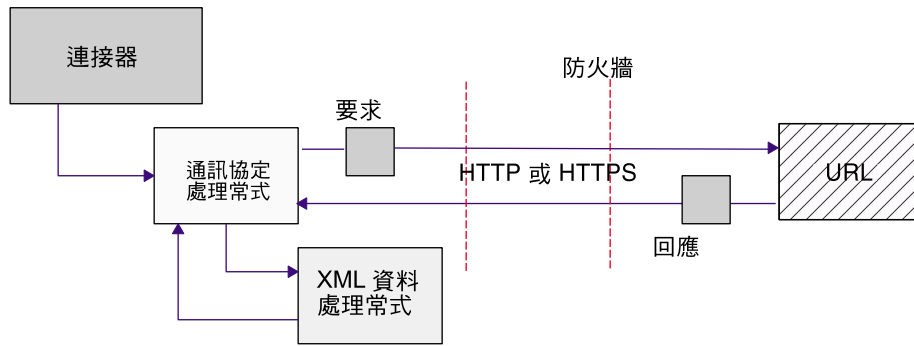 連接器
防火牆
要求
通訊協定
處理常式
HTTP 或 HTTPS
URL
回應
XML 資料
處理常式